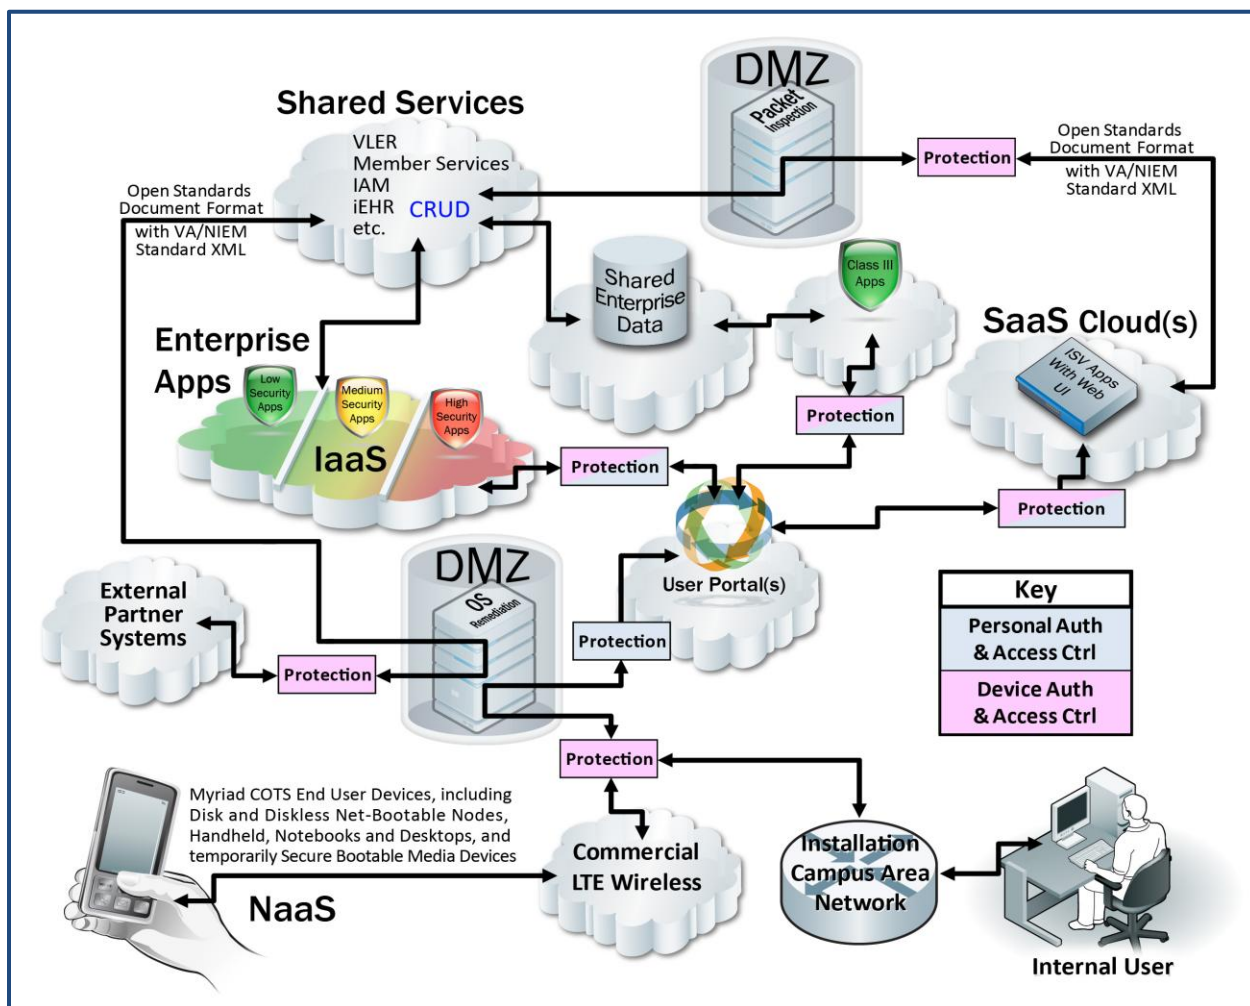 DMZ
Packet
Inspection
Shared Services
VLER
Member Services
IAM
iEHR
etc.
CRUD
Open Standards
Document Format
with VA/NIEM
Standard XML
Protection
Open Standards
Document Format
with VA/NIEM
Standard XML
Shared
Enterprise
Data
Class III
Apps
SaaS Cloud(s)
ISV Apps
With Web
UI
Enterprise
Apps
Low
Security
Apps
Medium
Security
Apps
High
Security
Apps
IaaS
Protection
Protection
Protection
User Portal(s)
DMZ
OS
Remediation
External
Partner
Systems
Protection
Protection
Protection
Key
Personal Auth
& Access Ctrl
Device Auth
& Access Ctrl
Myriad COTS End User Devices, including
Disk and Diskless Net-Bootable Nodes,
Handheld, Notebooks and Desktops, and
temporarily Secure Bootable Media Devices
NaaS
Commercial
LTE Wireless
Installation
Campus Area
Network
Internal User